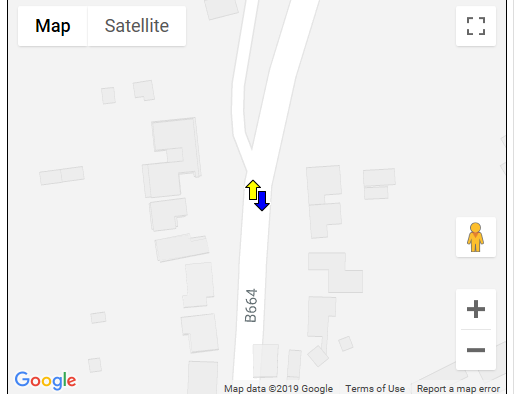 Map Satellite
B664
Google
Map data ©2019 Google Terms of Use Report a map error